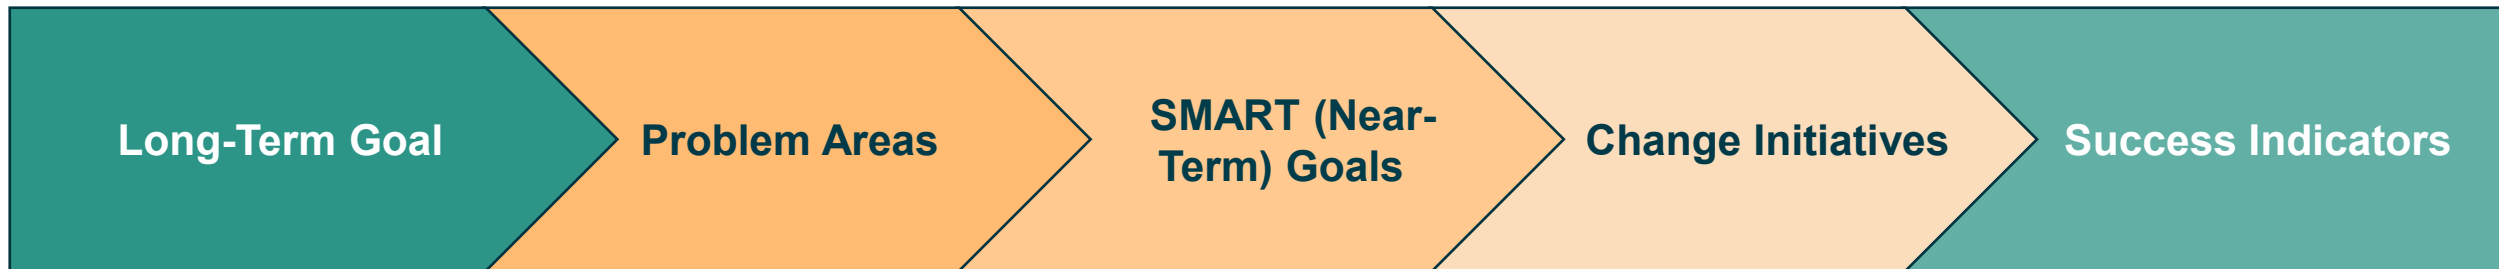 Long-Term Goal
Problem Areas
SMART (Near-
Term) Goals
Change Initiatives
Success Indicators